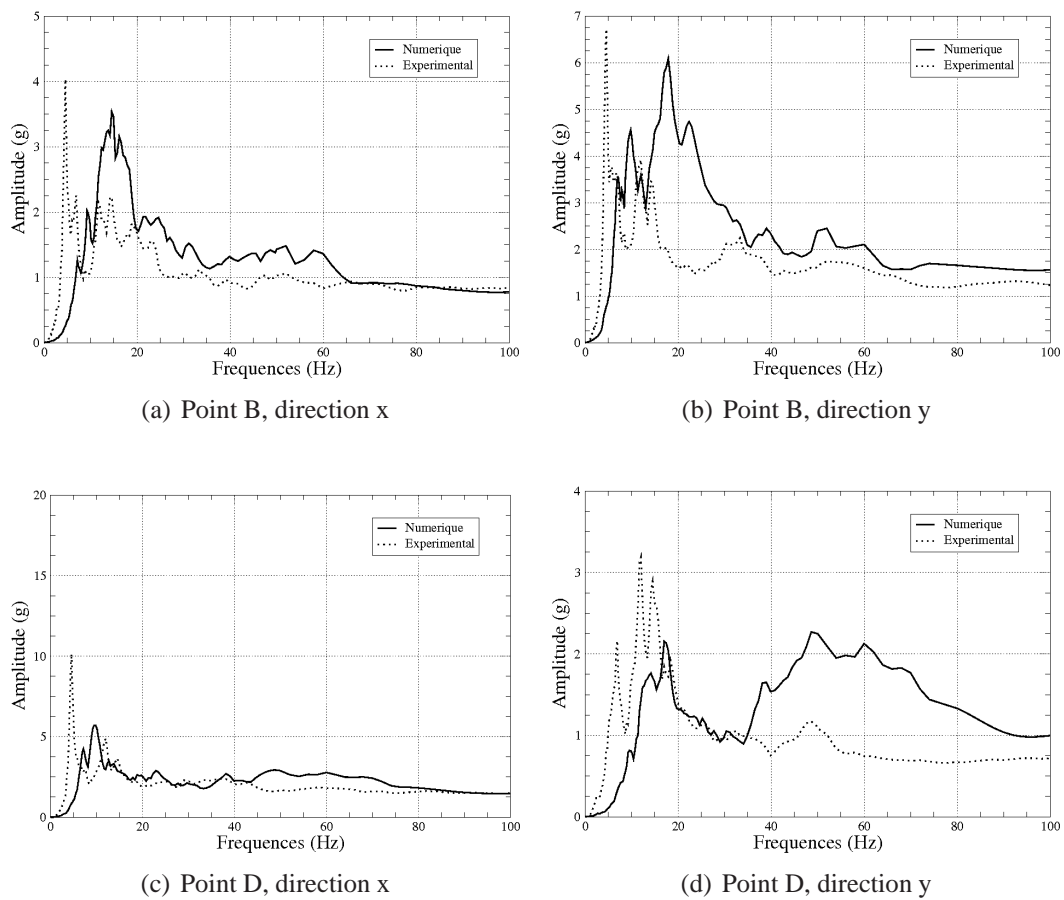 5
4
3
2
1
0
Amplitude (g)
Numerique
Experimental
0 20 40 60 80 100
Frequences (Hz)
(a) Point B, direction x
7
6
5
4
3
2
1
0
Amplitude (g)
Numerique
Experimental
0 20 40 60 80 100
Frequences (Hz)
(b) Point B, direction y
20
15
10
5
0
Amplitude (g)
Numerique
Experimental
0 20 40 60 80 100
Frequences (Hz)
(c) Point D, direction x
4
3
2
1
0
Amplitude (g)
Numerique
Experimental
0 20 40 60 80 100
Frequences (Hz)
(d) Point D, direction y